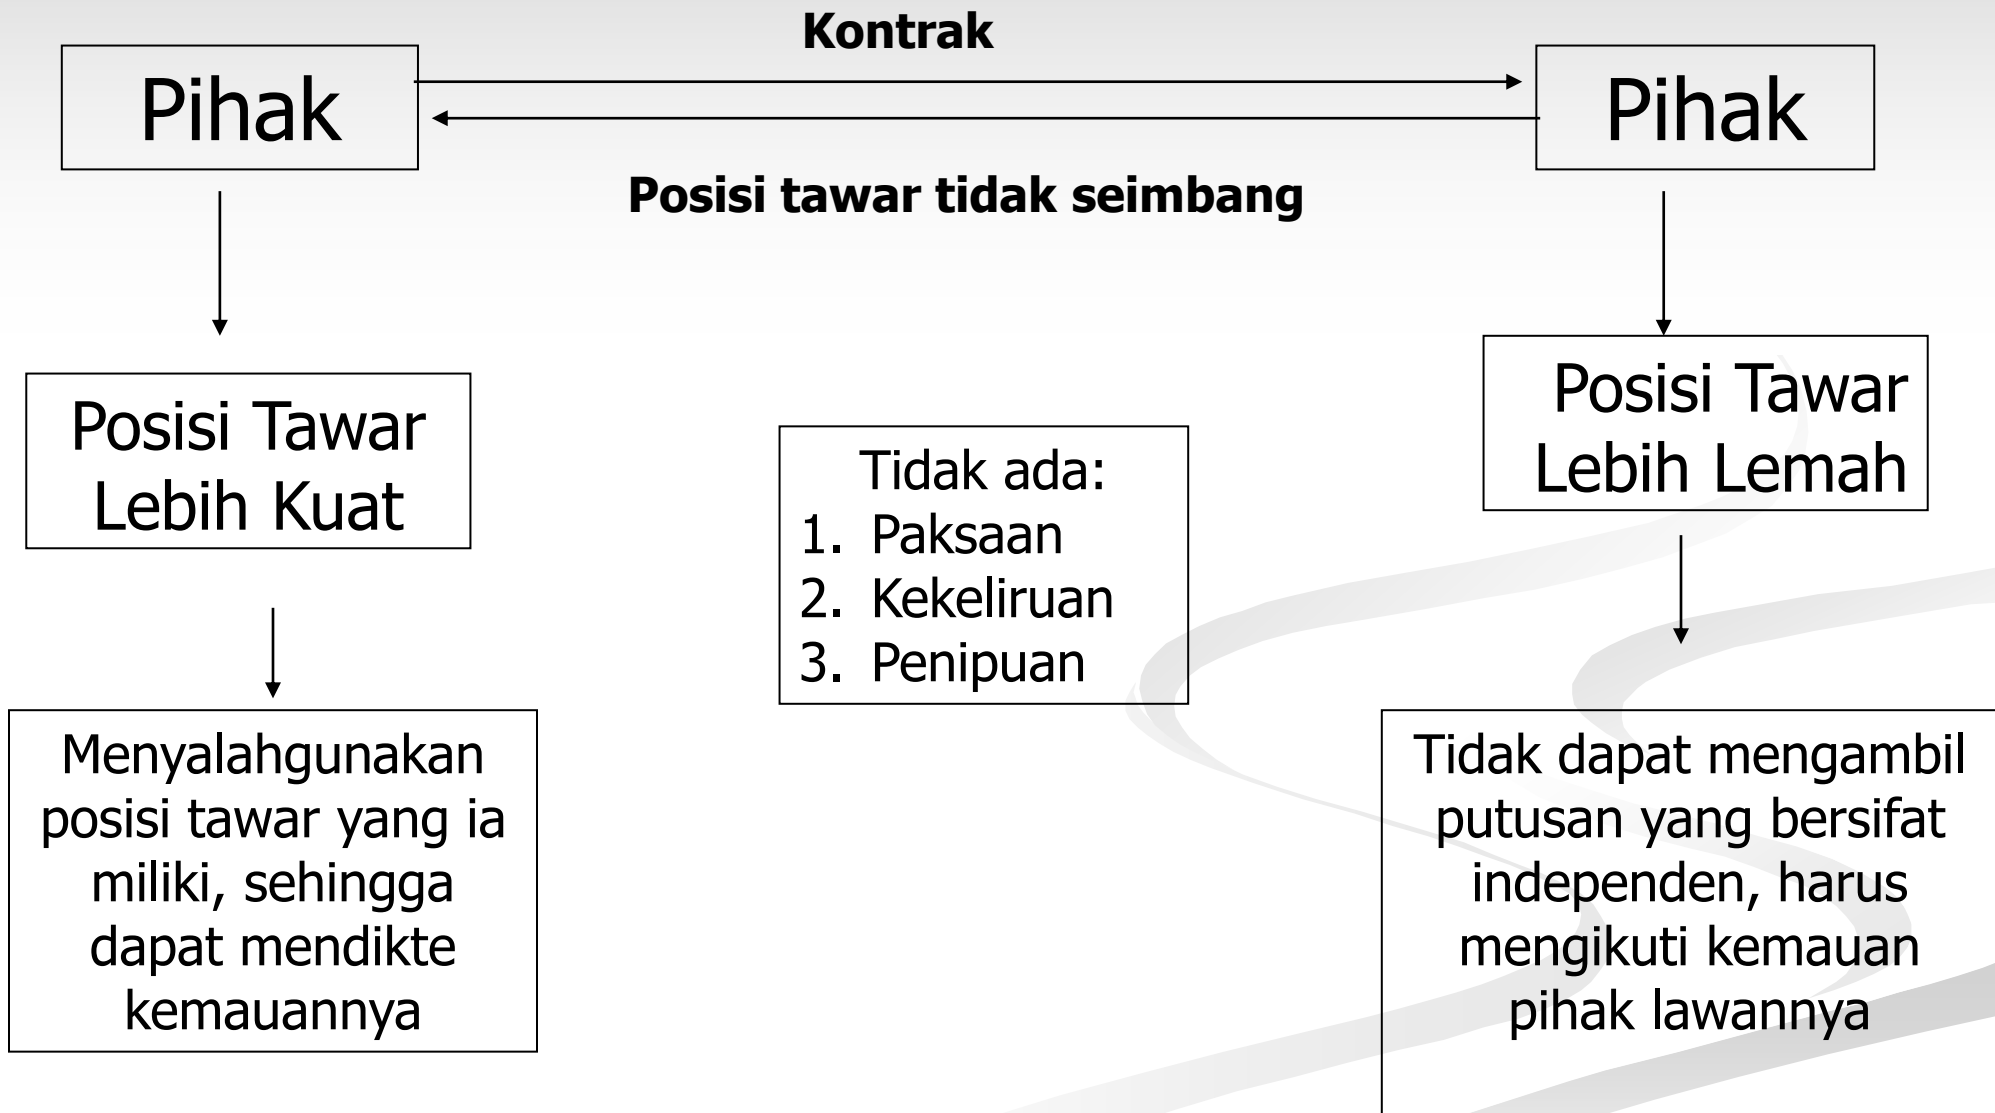 Kontrak
Pihak
Pihak
Posisi tawar tidak seimbang
Posisi Tawar
Lebih Kuat
Posisi Tawar
Lebih Lemah
Tidak ada:
1. Paksaan
2. Kekeliruan
3. Penipuan
Menyalahgunakan
posisi tawar yang ia
miliki, sehingga
dapat mendikte
kemauannya
Tidak dapat mengambil
putusan yang bersifat
independen, harus
mengikuti kemauan
pihak lawannya